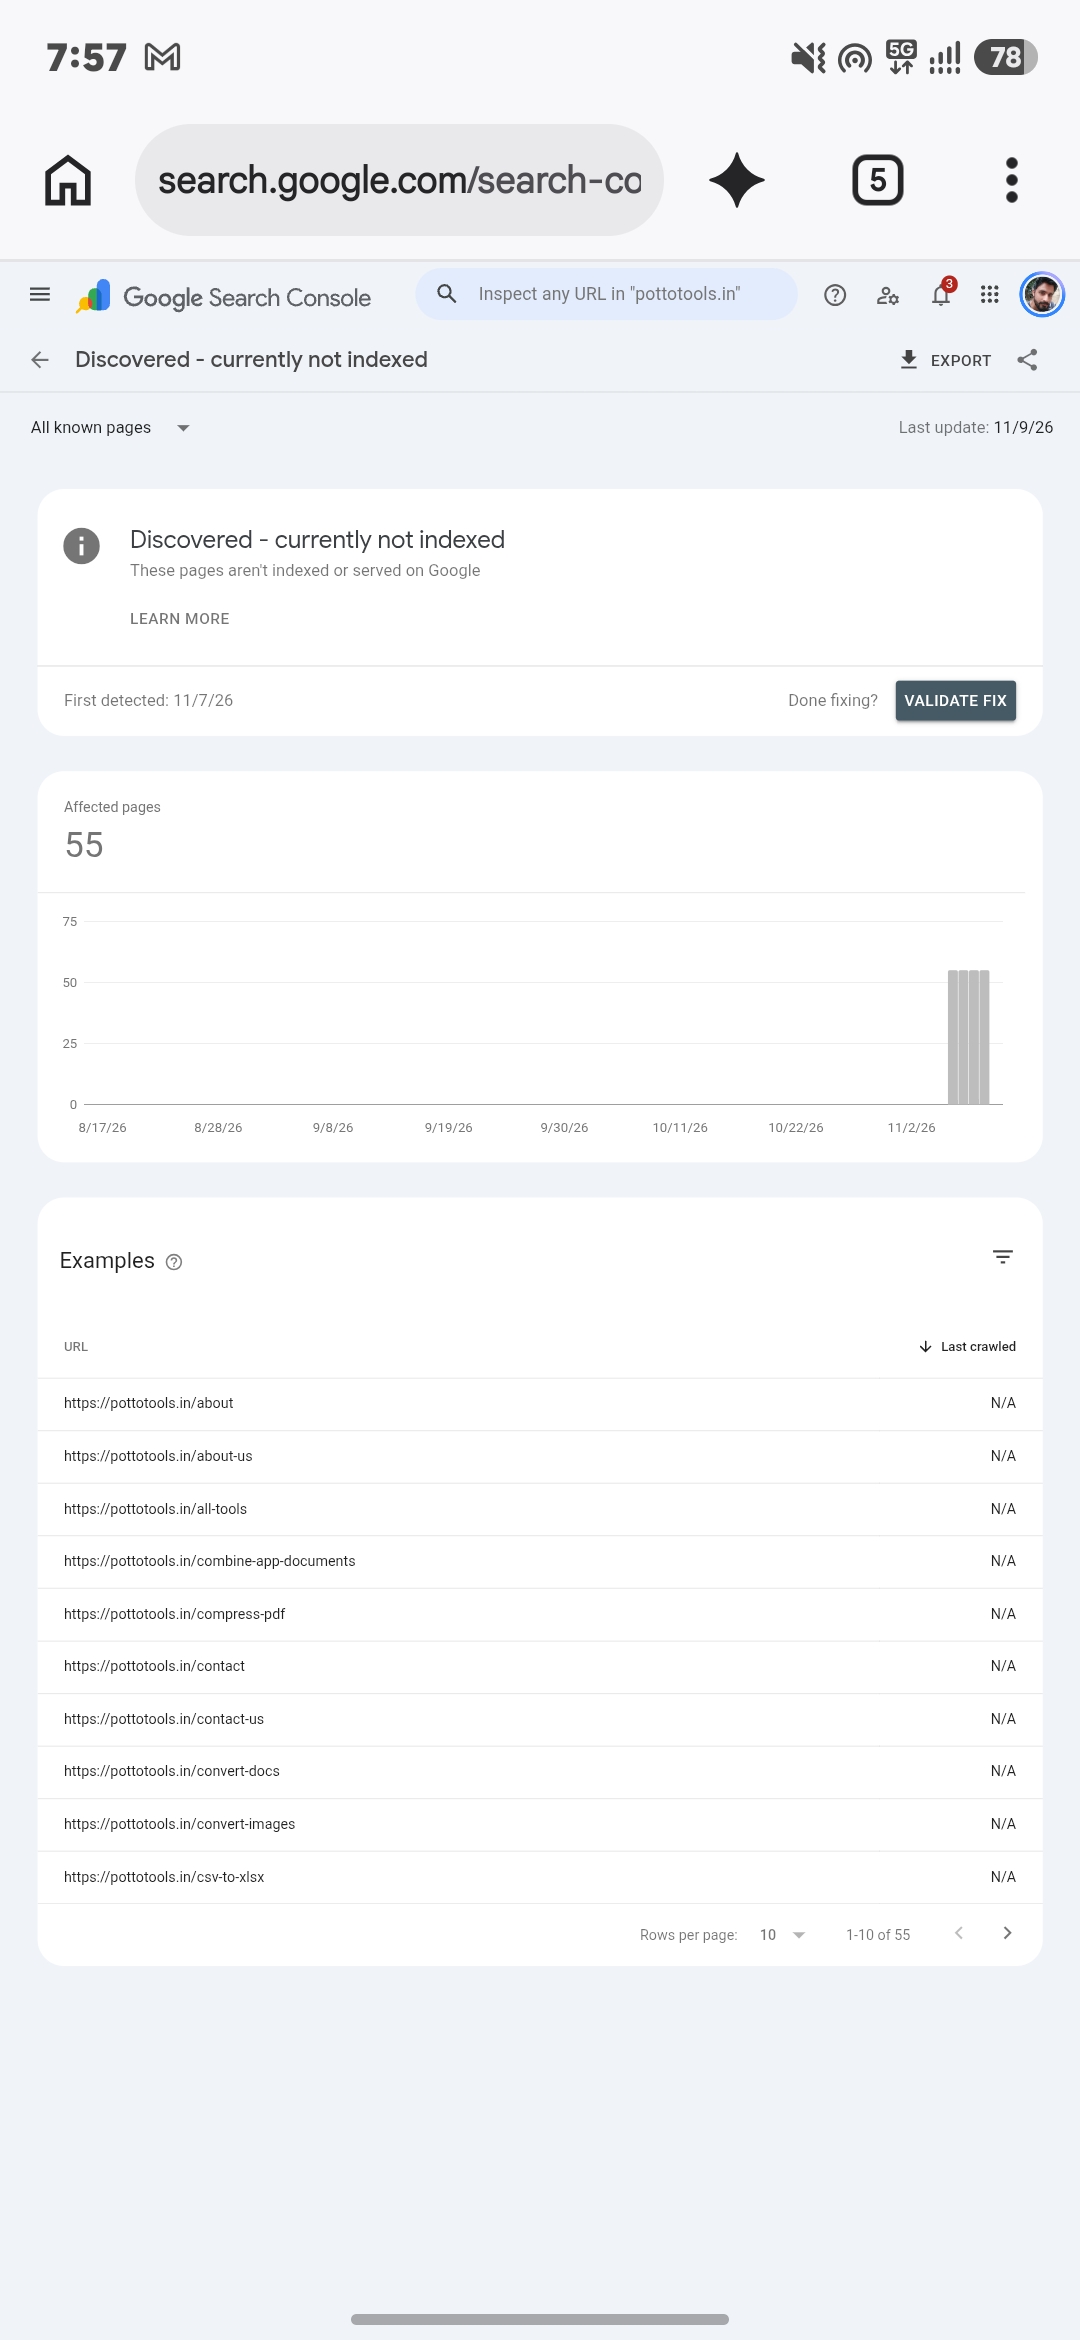 7:57
5G
78
search.google.com/search-co
5
Google Search Console
Inspect any URL in "pottotools.in"
3
Discovered - currently not indexed
EXPORT
All known pages
Last update: 11/9/26
Discovered - currently not indexed
These pages aren't indexed or served on Google
LEARN MORE
First detected: 11/7/26
Done fixing?
VALIDATE FIX
Affected pages
55
75
50
25
0
8/17/26 8/28/26 9/8/26 9/19/26 9/30/26 10/11/26 10/22/26 11/2/26
Examples
URL Last crawled
https://pottotools.in/about N/A
https://pottotools.in/about-us N/A
https://pottotools.in/all-tools N/A
https://pottotools.in/combine-app-documents N/A
https://pottotools.in/compress-pdf N/A
https://pottotools.in/contact N/A
https://pottotools.in/contact-us N/A
https://pottotools.in/convert-docs N/A
https://pottotools.in/convert-images N/A
https://pottotools.in/csv-to-xlsx N/A
Rows per page: 10 1-10 of 55